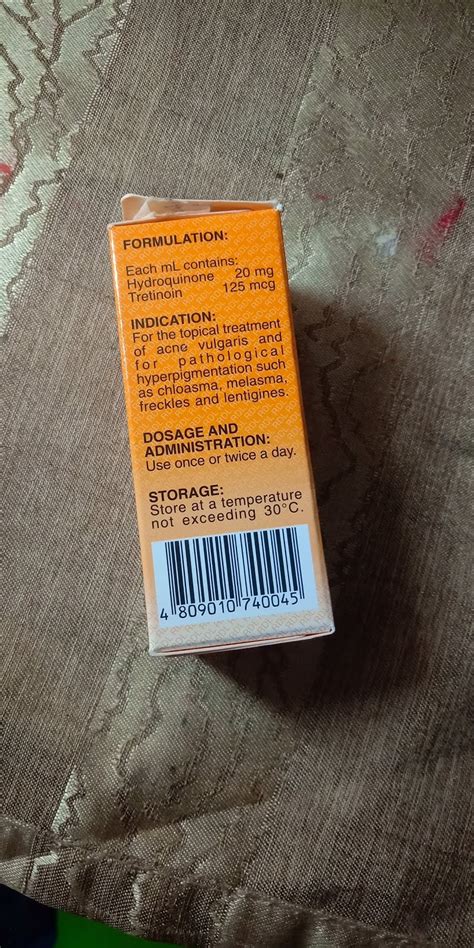 FORMULATION:
Each mL contains:
Hydroquinone 20 mg
Tretinoin 125 mcg
INDICATION:
For the topical treatment
of acne vulgaris and
for pathological
hyperpigmentation such
as chloasma, melasma,
freckles and lentigines.
DOSAGE AND
ADMINISTRATION:
Use once or twice a day.
STORAGE:
Store at a temperature
not exceeding 30°C.
4 809010 740045